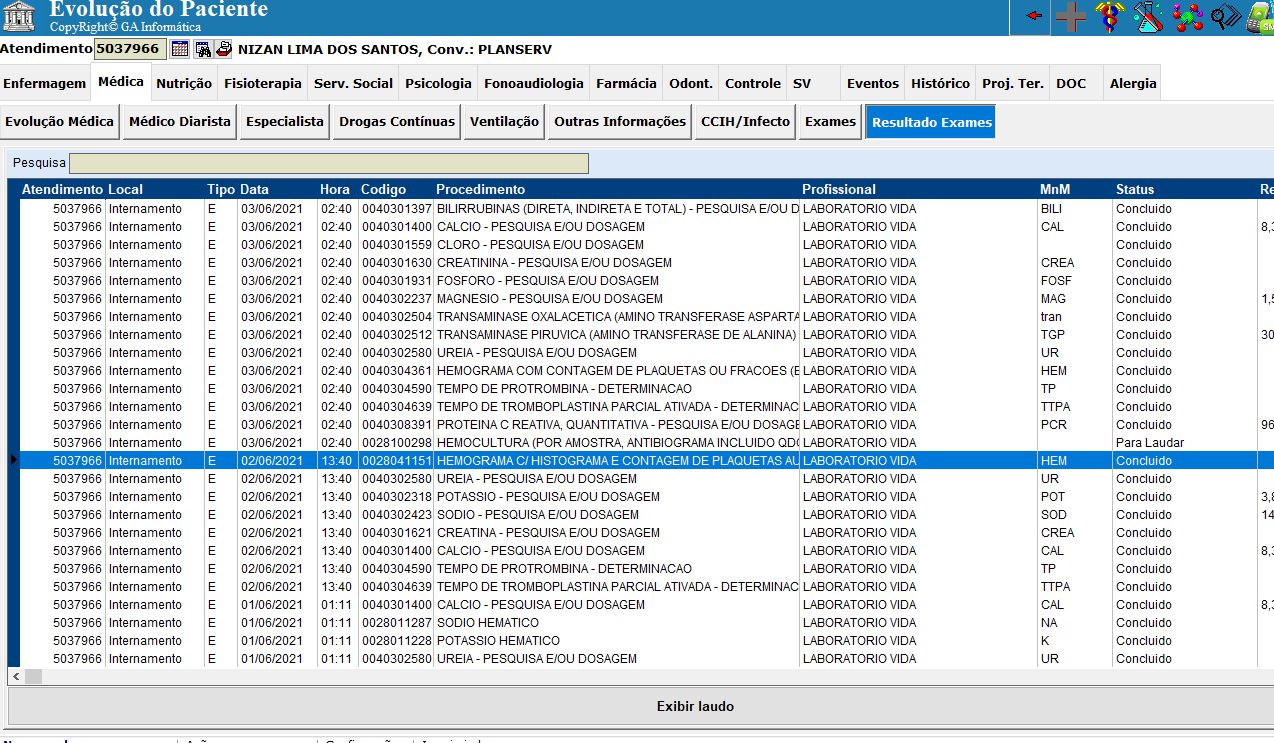 Evolução do Paciente
CopyRight© GA Informática
Atendimento 5037966 NIZAN LIMA DOS SANTOS, Conv.: PLANSERV
Enfermagem Médica Nutrição Fisioterapia Serv. Social Psicologia Fonoaudiologia Farmácia Odont. Controle SV Eventos Histórico Proj. Ter. DOC Alergia
Evolução Médica Médico Diarista Especialista Drogas Contínuas Ventilação Outras Informações CCIH/Infecto Exames Resultado Exames
Pesquisa
Atendimento Local Tipo Data Hora Codigo Procedimento Profissional MnM Status Re
5037966 Internamento E 03/06/2021 02:40 0040301397 BILIRRUBINAS (DIRETA, INDIRETA E TOTAL) - PESQUISA E/OU D LABORATORIO VIDA BILI Concluido
5037966 Internamento E 03/06/2021 02:40 0040301400 CALCIO - PESQUISA E/OU DOSAGEM LABORATORIO VIDA CAL Concluido 8,3
5037966 Internamento E 03/06/2021 02:40 0040301559 CLORO - PESQUISA E/OU DOSAGEM LABORATORIO VIDA Concluido
5037966 Internamento E 03/06/2021 02:40 0040301630 CREATININA - PESQUISA E/OU DOSAGEM LABORATORIO VIDA CREA Concluido
5037966 Internamento E 03/06/2021 02:40 0040301931 FOSFORO - PESQUISA E/OU DOSAGEM LABORATORIO VIDA FOSF Concluido
5037966 Internamento E 03/06/2021 02:40 0040302237 MAGNESIO - PESQUISA E/OU DOSAGEM LABORATORIO VIDA MAG Concluido 1,5
5037966 Internamento E 03/06/2021 02:40 0040302504 TRANSAMINASE OXALACETICA (AMINO TRANSFERASE ASPARTA LABORATORIO VIDA tran Concluido
5037966 Internamento E 03/06/2021 02:40 0040302512 TRANSAMINASE PIRUVICA (AMINO TRANSFERASE DE ALANINA) LABORATORIO VIDA TGP Concluido 30
5037966 Internamento E 03/06/2021 02:40 0040302580 UREIA - PESQUISA E/OU DOSAGEM LABORATORIO VIDA UR Concluido
5037966 Internamento E 03/06/2021 02:40 0040304361 HEMOGRAMA COM CONTAGEM DE PLAQUETAS OU FRACOES (E LABORATORIO VIDA HEM Concluido
5037966 Internamento E 03/06/2021 02:40 0040304590 TEMPO DE PROTROMBINA - DETERMINACAO LABORATORIO VIDA TP Concluido
5037966 Internamento E 03/06/2021 02:40 0040304639 TEMPO DE TROMBOPLASTINA PARCIAL ATIVADA - DETERMINAC LABORATORIO VIDA TTPA Concluido
5037966 Internamento E 03/06/2021 02:40 0040308391 PROTEINA C REATIVA, QUANTITATIVA - PESQUISA E/OU DOSAGE LABORATORIO VIDA PCR Concluido 96
5037966 Internamento E 03/06/2021 02:40 0028100298 HEMOCULTURA (POR AMOSTRA, ANTIBIOGRAMA INCLUIDO QDO LABORATORIO VIDA Para Laudar
5037966 Internamento E 02/06/2021 13:40 0028041151 HEMOGRAMA C/ HISTOGRAMA E CONTAGEM DE PLAQUETAS AU LABORATORIO VIDA HEM Concluido
5037966 Internamento E 02/06/2021 13:40 0040302580 UREIA - PESQUISA E/OU DOSAGEM LABORATORIO VIDA UR Concluido
5037966 Internamento E 02/06/2021 13:40 0040302318 POTASSIO - PESQUISA E/OU DOSAGEM LABORATORIO VIDA POT Concluido 3,8
5037966 Internamento E 02/06/2021 13:40 0040302423 SODIO - PESQUISA E/OU DOSAGEM LABORATORIO VIDA SOD Concluido 14
5037966 Internamento E 02/06/2021 13:40 0040301621 CREATINA - PESQUISA E/OU DOSAGEM LABORATORIO VIDA CREA Concluido
5037966 Internamento E 02/06/2021 13:40 0040301400 CALCIO - PESQUISA E/OU DOSAGEM LABORATORIO VIDA CAL Concluido 8,3
5037966 Internamento E 02/06/2021 13:40 0040304590 TEMPO DE PROTROMBINA - DETERMINACAO LABORATORIO VIDA TP Concluido
5037966 Internamento E 02/06/2021 13:40 0040304639 TEMPO DE TROMBOPLASTINA PARCIAL ATIVADA - DETERMINAC LABORATORIO VIDA TTPA Concluido
5037966 Internamento E 01/06/2021 01:11 0040301400 CALCIO - PESQUISA E/OU DOSAGEM LABORATORIO VIDA CAL Concluido 8,3
5037966 Internamento E 01/06/2021 01:11 0028011287 SODIO HEMATICO LABORATORIO VIDA NA Concluido
5037966 Internamento E 01/06/2021 01:11 0028011228 POTASSIO HEMATICO LABORATORIO VIDA K Concluido
5037966 Internamento E 01/06/2021 01:11 0040302580 UREIA - PESQUISA E/OU DOSAGEM LABORATORIO VIDA UR Concluido
Exibir laudo